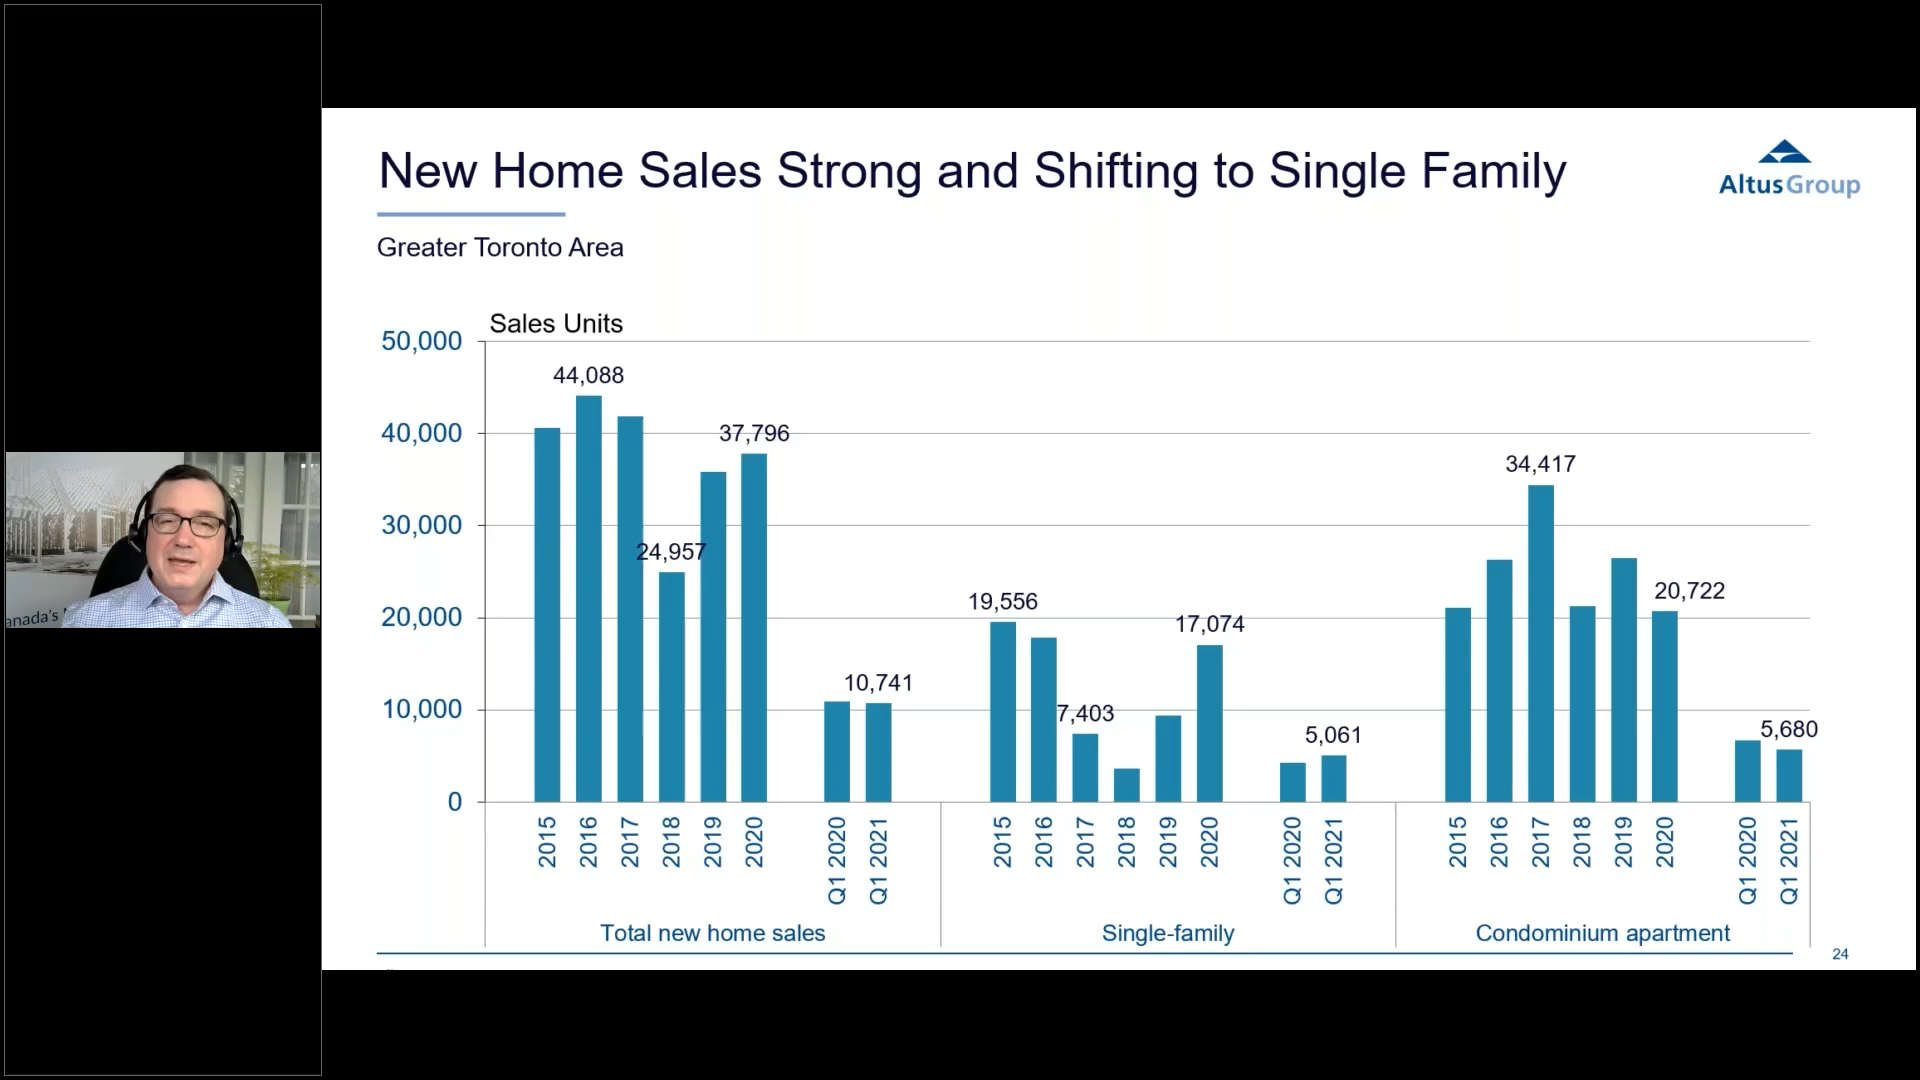 New Home Sales Strong and Shifting to Single Family
AltusGroup
Greater Toronto Area
Sales Units
50,000
40,000
30,000
20,000
10,000
0
44,088
24,957
37,796
10,741
19,556
7,403
17,074
5,061
34,417
20,722
5,680
2015
2016
2017
2018
2019
2020
Q1 2020
Q1 2021
2015
2016
2017
2018
2019
2020
Q1 2020
Q1 2021
2015
2016
2017
2018
2019
2020
Q1 2020
Q1 2021
Total new home sales
Single-family
Condominium apartment
24
anada's